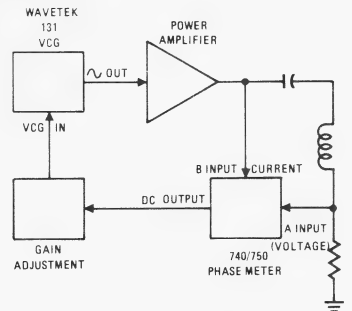 WAVETEK
131
VCG
POWER
AMPLIFIER
OUT
VCG IN
B INPUT CURRENT
DC OUTPUT
A INPUT
(VOLTAGE)
740/750
PHASE METER
GAIN
ADJUSTMENT